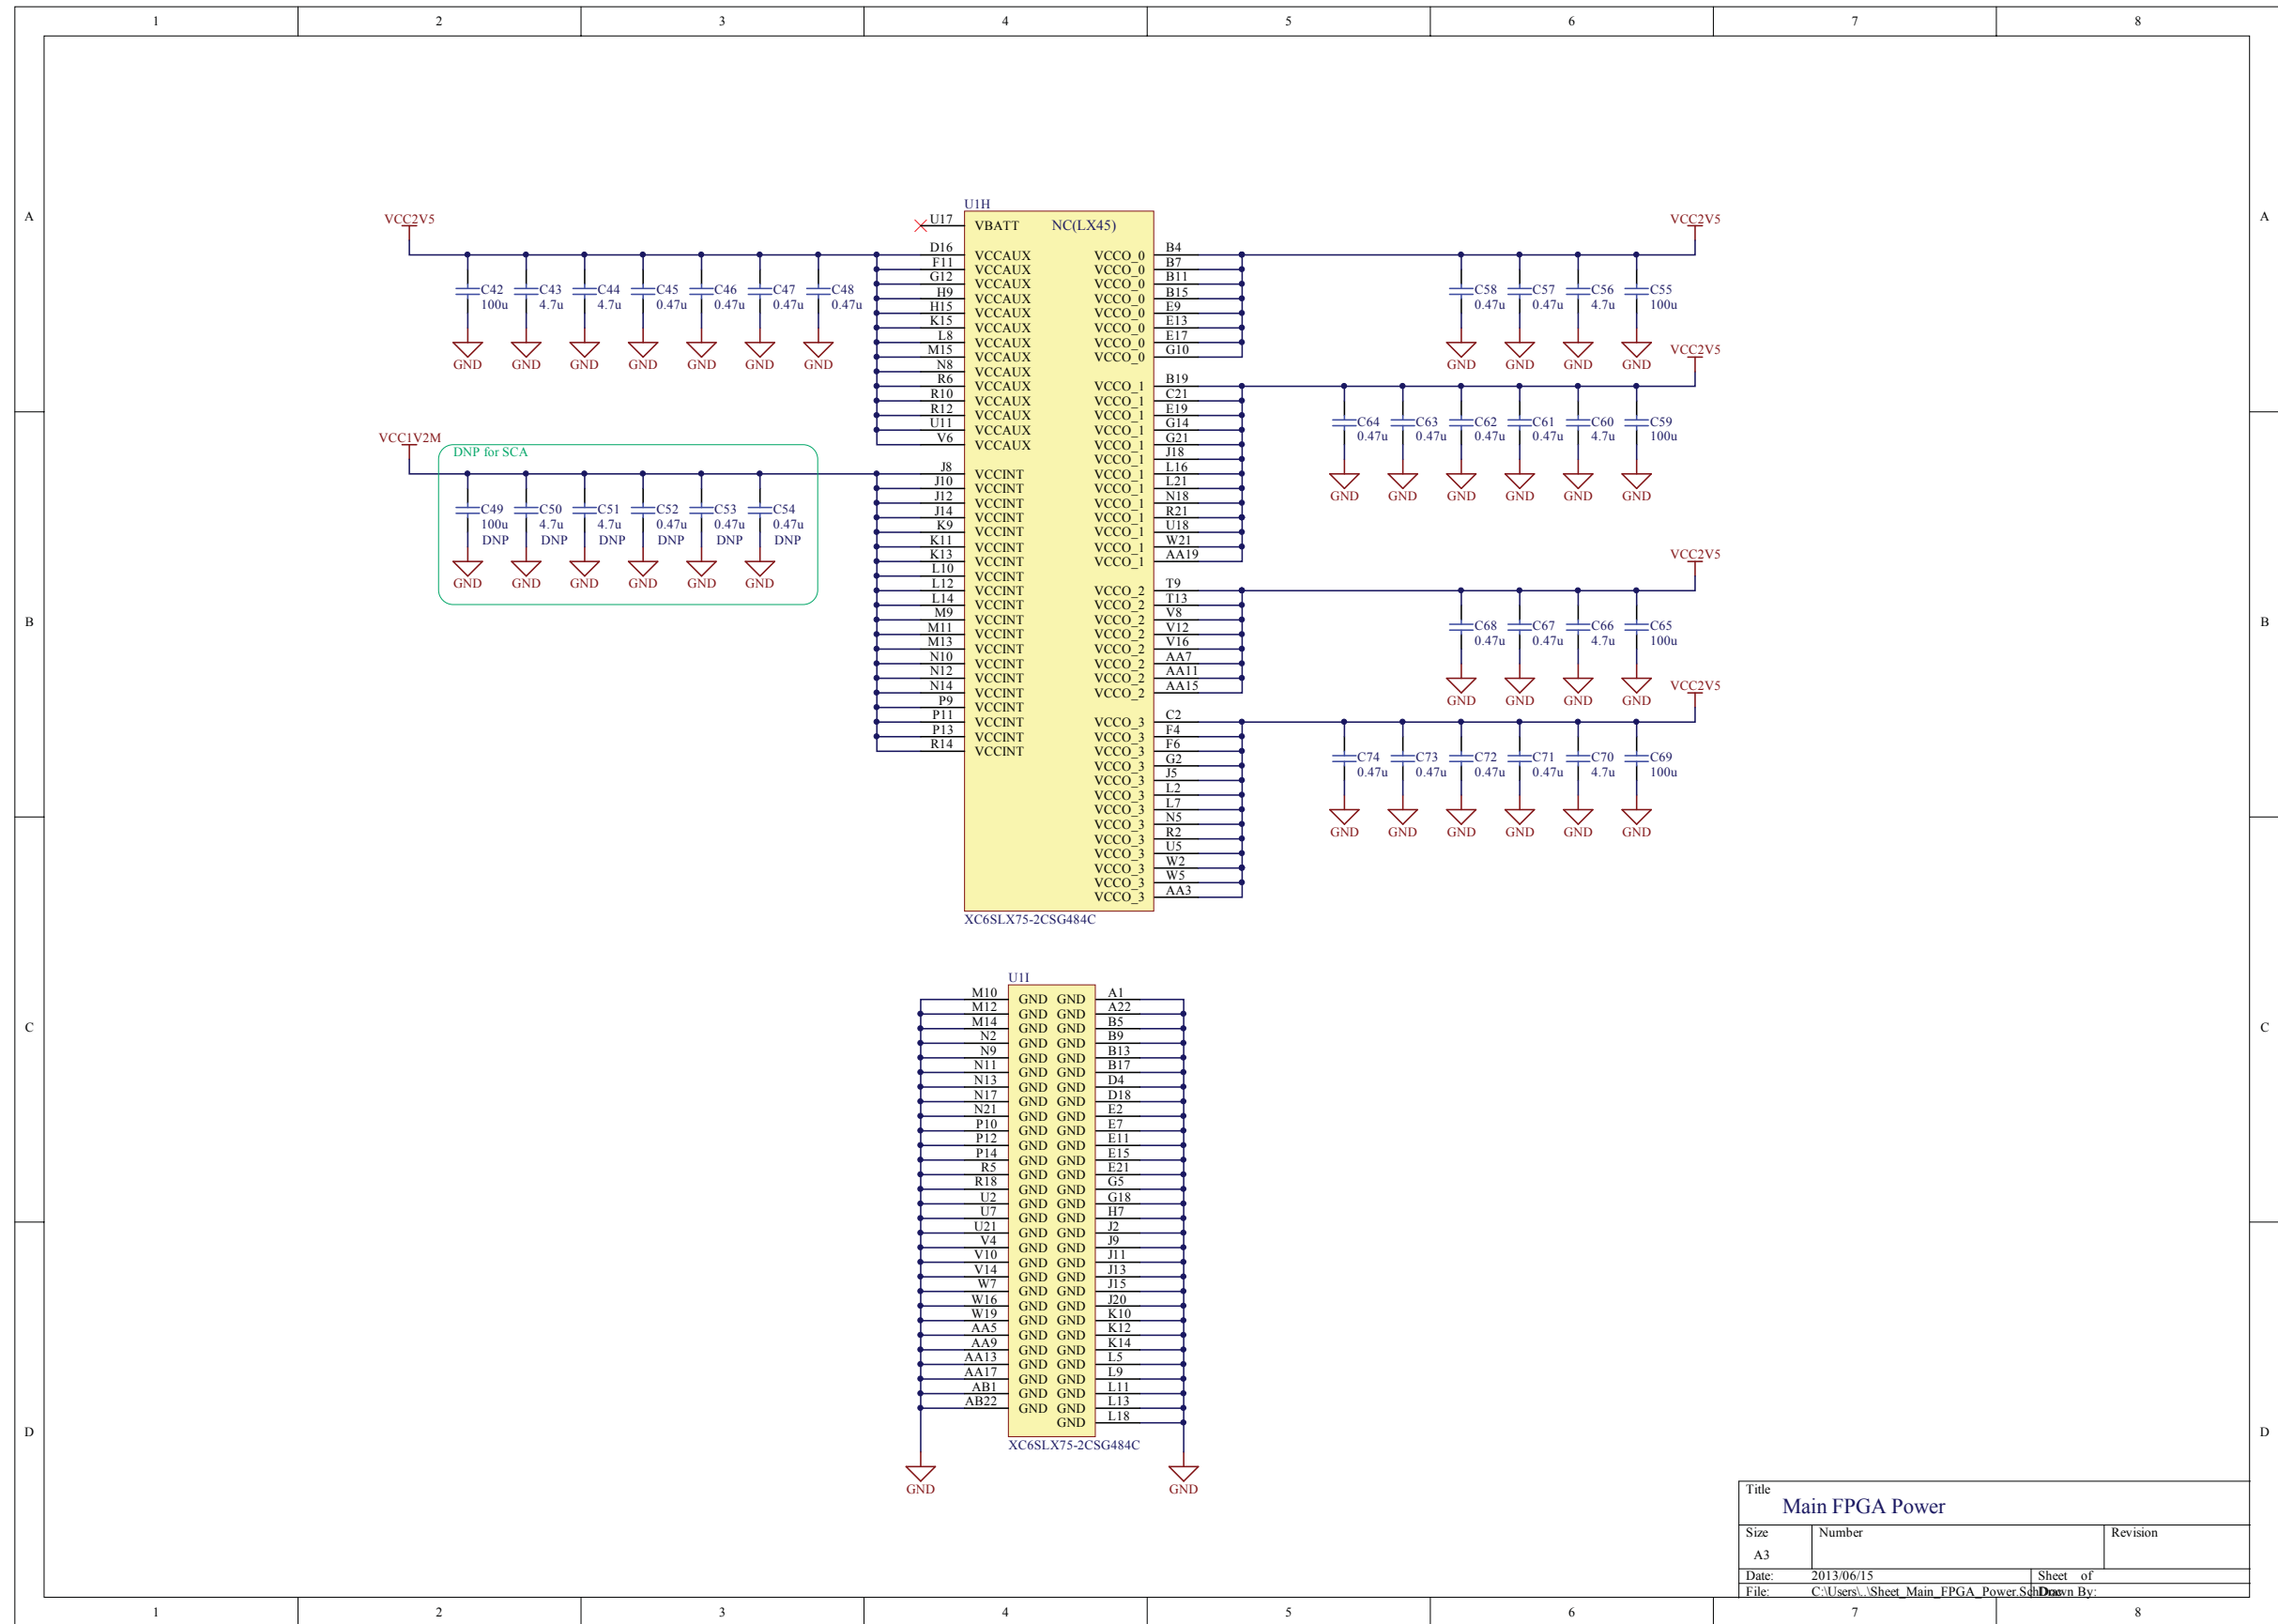 1 2 3 4 5 6 7 8
A A
U1H
VCC2V5 U17 VBATT NC(LX45) VCC2V5
D16 VCCAUX VCCO_0 B4
F11 VCCAUX VCCO_0 B7
G12 VCCAUX VCCO_0 B11
H9 VCCAUX VCCO_0 B15
H15 VCCAUX VCCO_0 E9
K15 VCCAUX VCCO_0 E13
L8 VCCAUX VCCO_0 E17
M15 VCCAUX VCCO_0 G10
N8 VCCAUX
R6 VCCAUX VCCO_1 B19
R10 VCCAUX VCCO_1 C21
R12 VCCAUX VCCO_1 E19
U11 VCCAUX VCCO_1 G14
V6 VCCAUX VCCO_1 G21
VCCO_1 J18
J8 VCCINT VCCO_1 L16
J10 VCCINT VCCO_1 L21
J12 VCCINT VCCO_1 N18
J14 VCCINT VCCO_1 R21
K9 VCCINT VCCO_1 U18
K11 VCCINT VCCO_1 W21
K13 VCCINT VCCO_1 AA19
L10 VCCINT
L12 VCCINT VCCO_2 T9
L14 VCCINT VCCO_2 T13
M9 VCCINT VCCO_2 V8
M11 VCCINT VCCO_2 V12
M13 VCCINT VCCO_2 V16
N10 VCCINT VCCO_2 AA7
N12 VCCINT VCCO_2 AA11
N14 VCCINT VCCO_2 AA15
P9 VCCINT
P11 VCCINT VCCO_3 C2
P13 VCCINT VCCO_3 F4
R14 VCCINT VCCO_3 F6
VCCO_3 G2
VCCO_3 J5
VCCO_3 L2
VCCO_3 L7
VCCO_3 N5
VCCO_3 R2
VCCO_3 U5
VCCO_3 W2
VCCO_3 W5
VCCO_3 AA3
XC6SLX75-2CSG484C
C42 C43 C44 C45 C46 C47 C48
100u 4.7u 4.7u 0.47u 0.47u 0.47u 0.47u
GND GND GND GND GND GND GND
VCC1V2M
DNP for SCA
C49 C50 C51 C52 C53 C54
100u 4.7u 4.7u 0.47u 0.47u 0.47u
DNP DNP DNP DNP DNP DNP
GND GND GND GND GND GND
C58 C57 C56 C55
0.47u 0.47u 4.7u 100u
GND GND GND GND
VCC2V5
C64 C63 C62 C61 C60 C59
0.47u 0.47u 0.47u 0.47u 4.7u 100u
GND GND GND GND GND GND
VCC2V5
C68 C67 C66 C65
0.47u 0.47u 4.7u 100u
GND GND GND GND
VCC2V5
C74 C73 C72 C71 C70 C69
0.47u 0.47u 0.47u 0.47u 4.7u 100u
GND GND GND GND GND GND
B B
U1I
M10 GND GND A1
M12 GND GND A22
M14 GND GND B5
N2 GND GND B9
N9 GND GND B13
N11 GND GND B17
N13 GND GND D4
N17 GND GND D18
N21 GND GND E2
P10 GND GND E7
P12 GND GND E11
P14 GND GND E15
R5 GND GND E21
R18 GND GND G5
U2 GND GND G18
U7 GND GND H7
U21 GND GND J2
V4 GND GND J9
V10 GND GND J11
V14 GND GND J13
W7 GND GND J15
W16 GND GND J20
W19 GND GND K10
AA5 GND GND K12
AA9 GND GND K14
AA13 GND GND L5
AA17 GND GND L9
AB1 GND GND L11
AB22 GND GND L13
GND L18
XC6SLX75-2CSG484C
GND GND
C C
D D
Title
Main FPGA Power
Size Number Revision
A3
Date: 2013/06/15 Sheet of
File: C:\Users\..\Sheet_Main_FPGA_Power.SchDoc Drawn By:
1 2 3 4 5 6 7 8